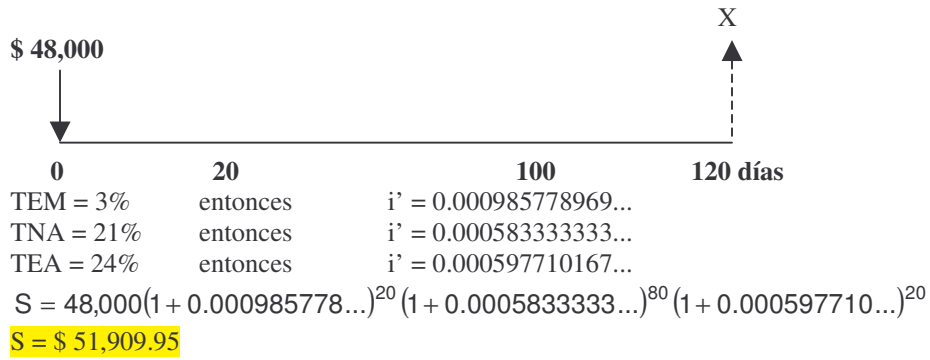 X
$ 48,000
0 20 100 120 días
TEM = 3% entonces i' = 0.000985778969...
TNA = 21% entonces i' = 0.000583333333...
TEA = 24% entonces i' = 0.000597710167...
S = 48,000(1 + 0.000985778...)^20 (1 + 0.0005833333...)^80 (1 + 0.000597710...)^20
S = $ 51,909.95